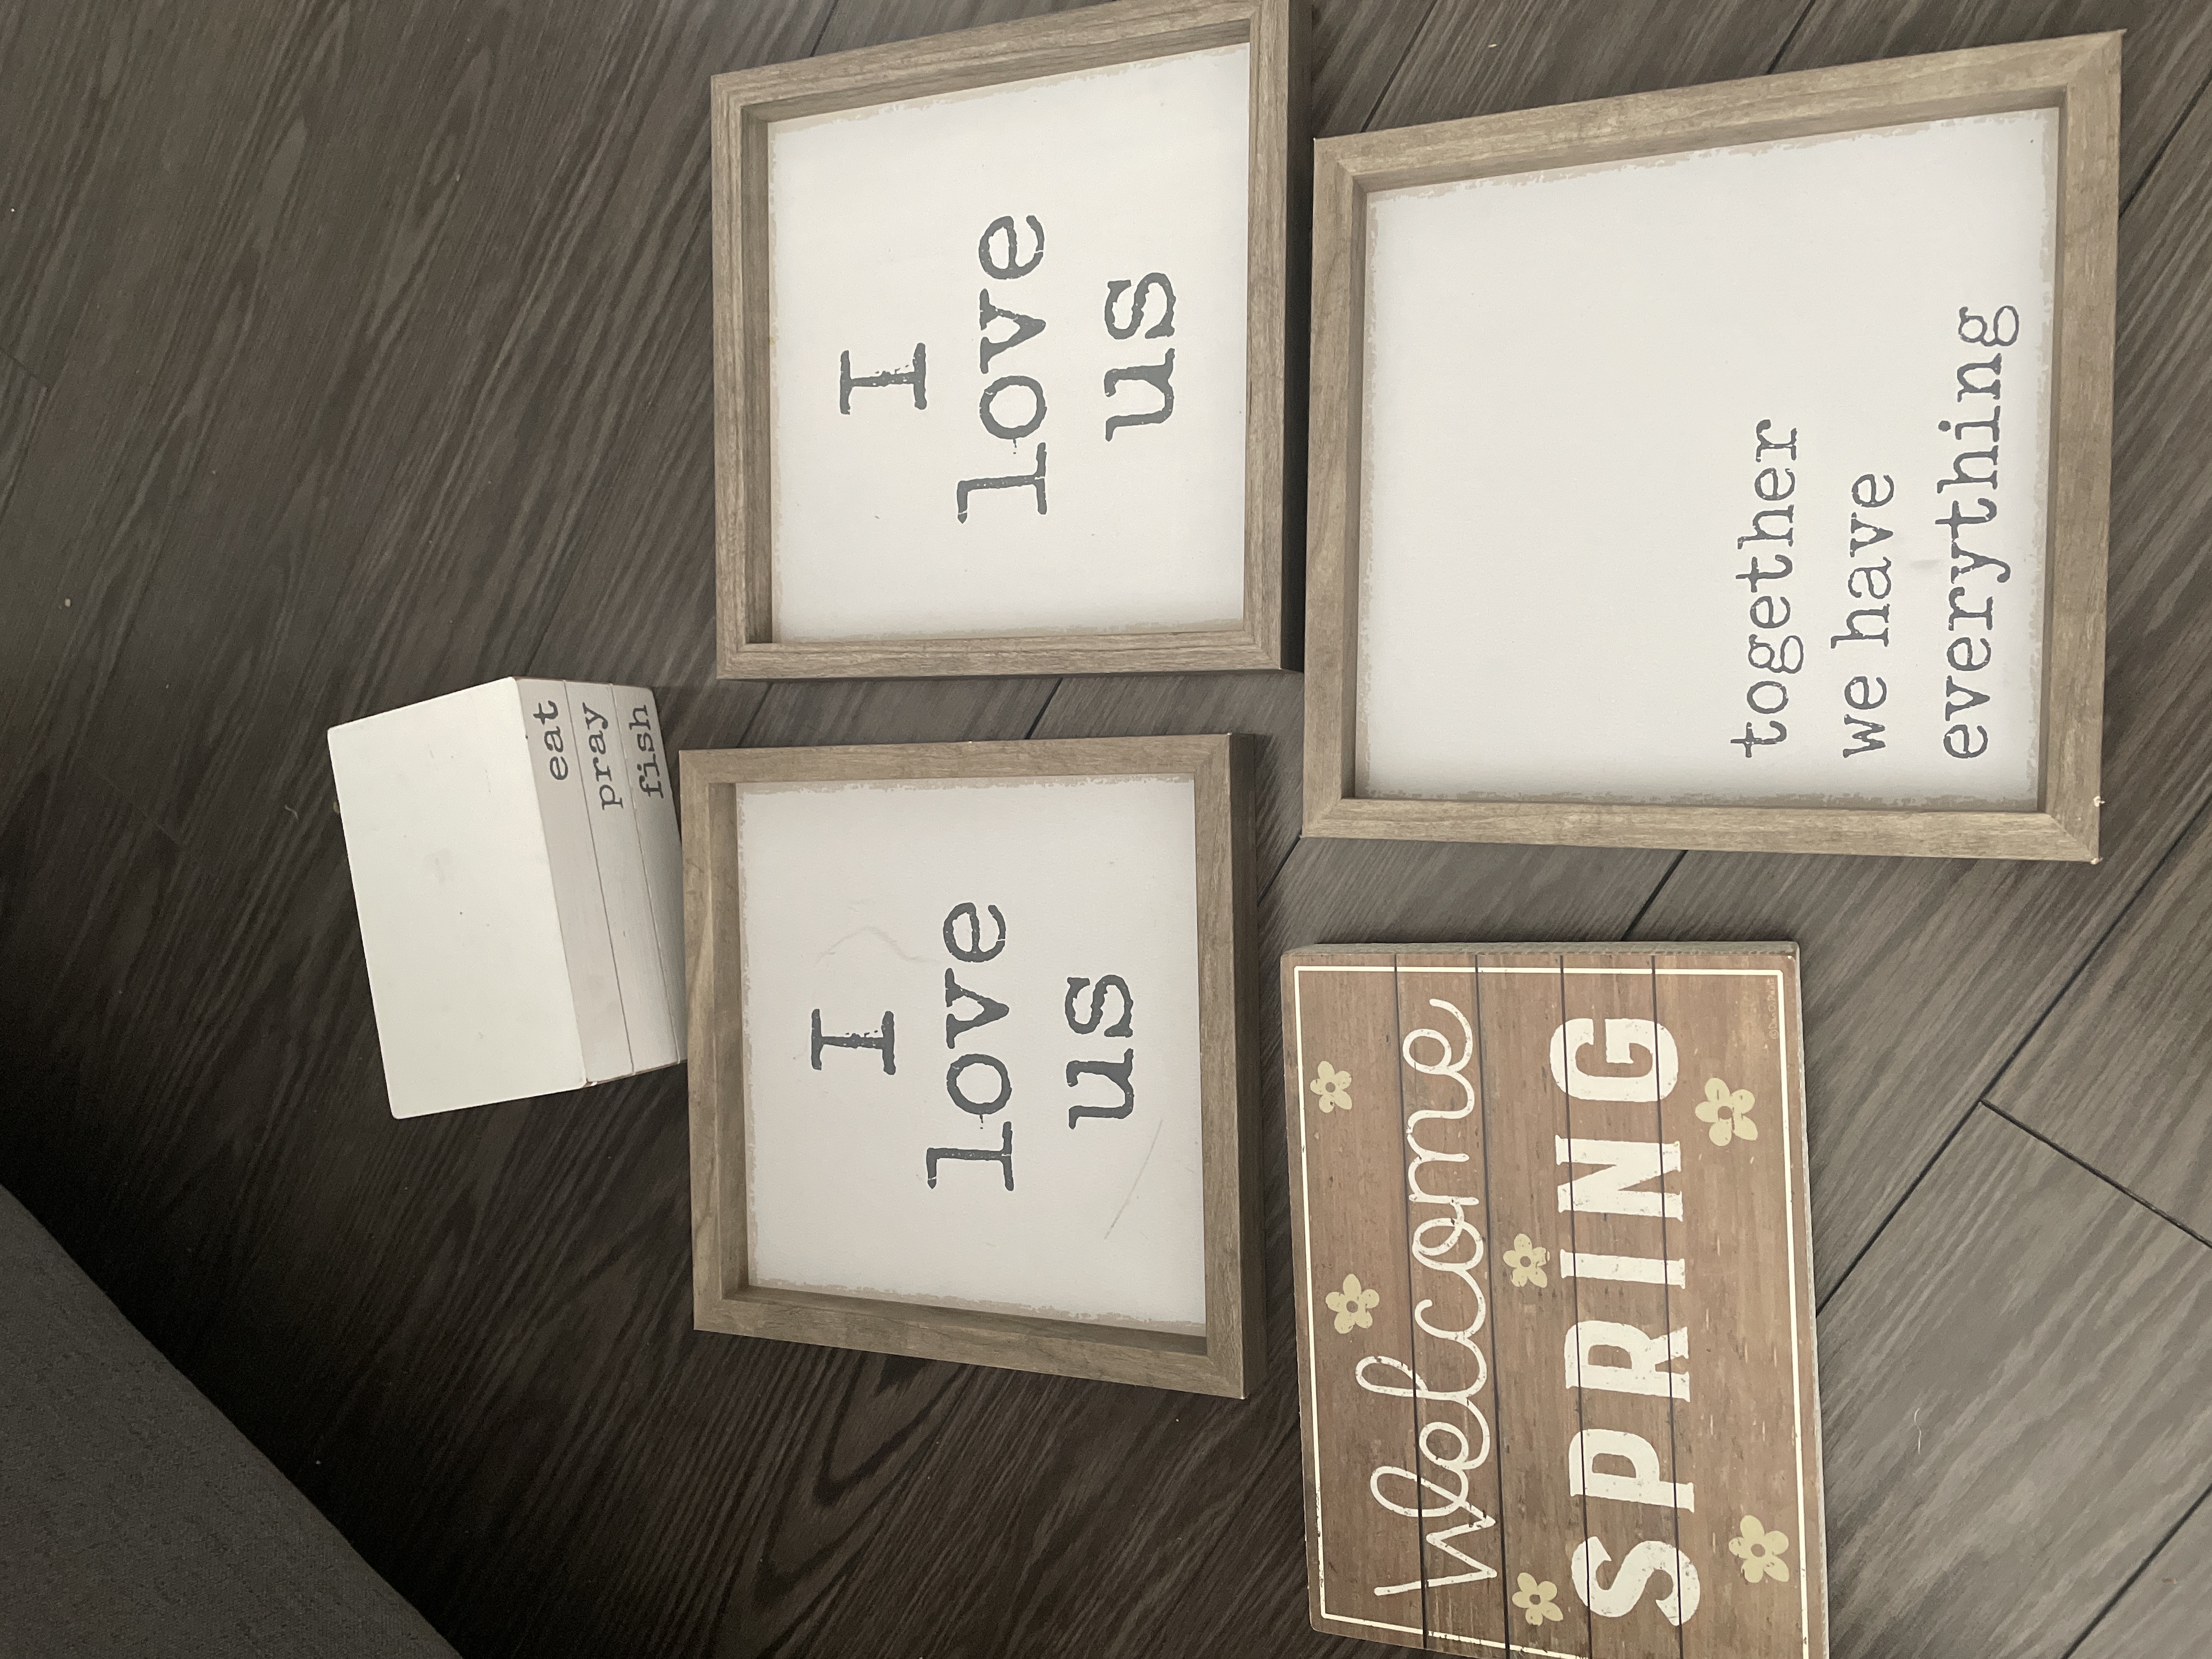 eat
pray
fish
I
love
us
I
love
us
together
we have
everything
welcome
SPRING